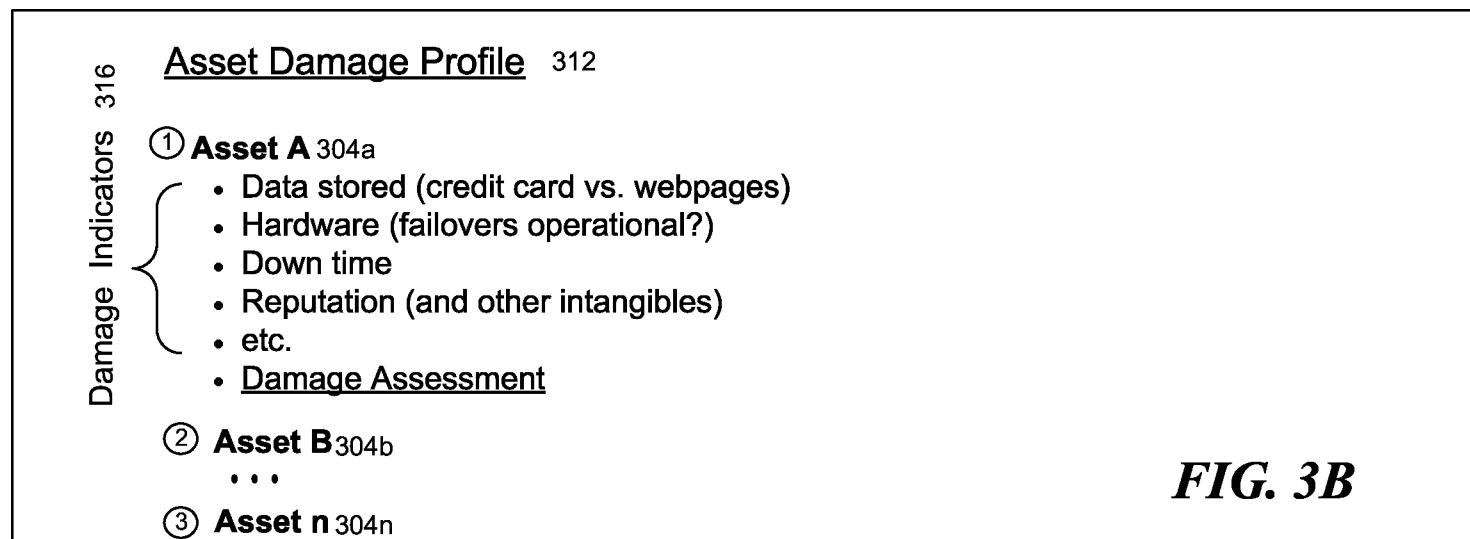 Asset Damage Profile 312
Damage Indicators 316
① Asset A 304a
• Data stored (credit card vs. webpages)
• Hardware (failovers operational?)
• Down time
• Reputation (and other intangibles)
• etc.
• Damage Assessment
② Asset B 304b
• • •
③ Asset n 304n
FIG. 3B